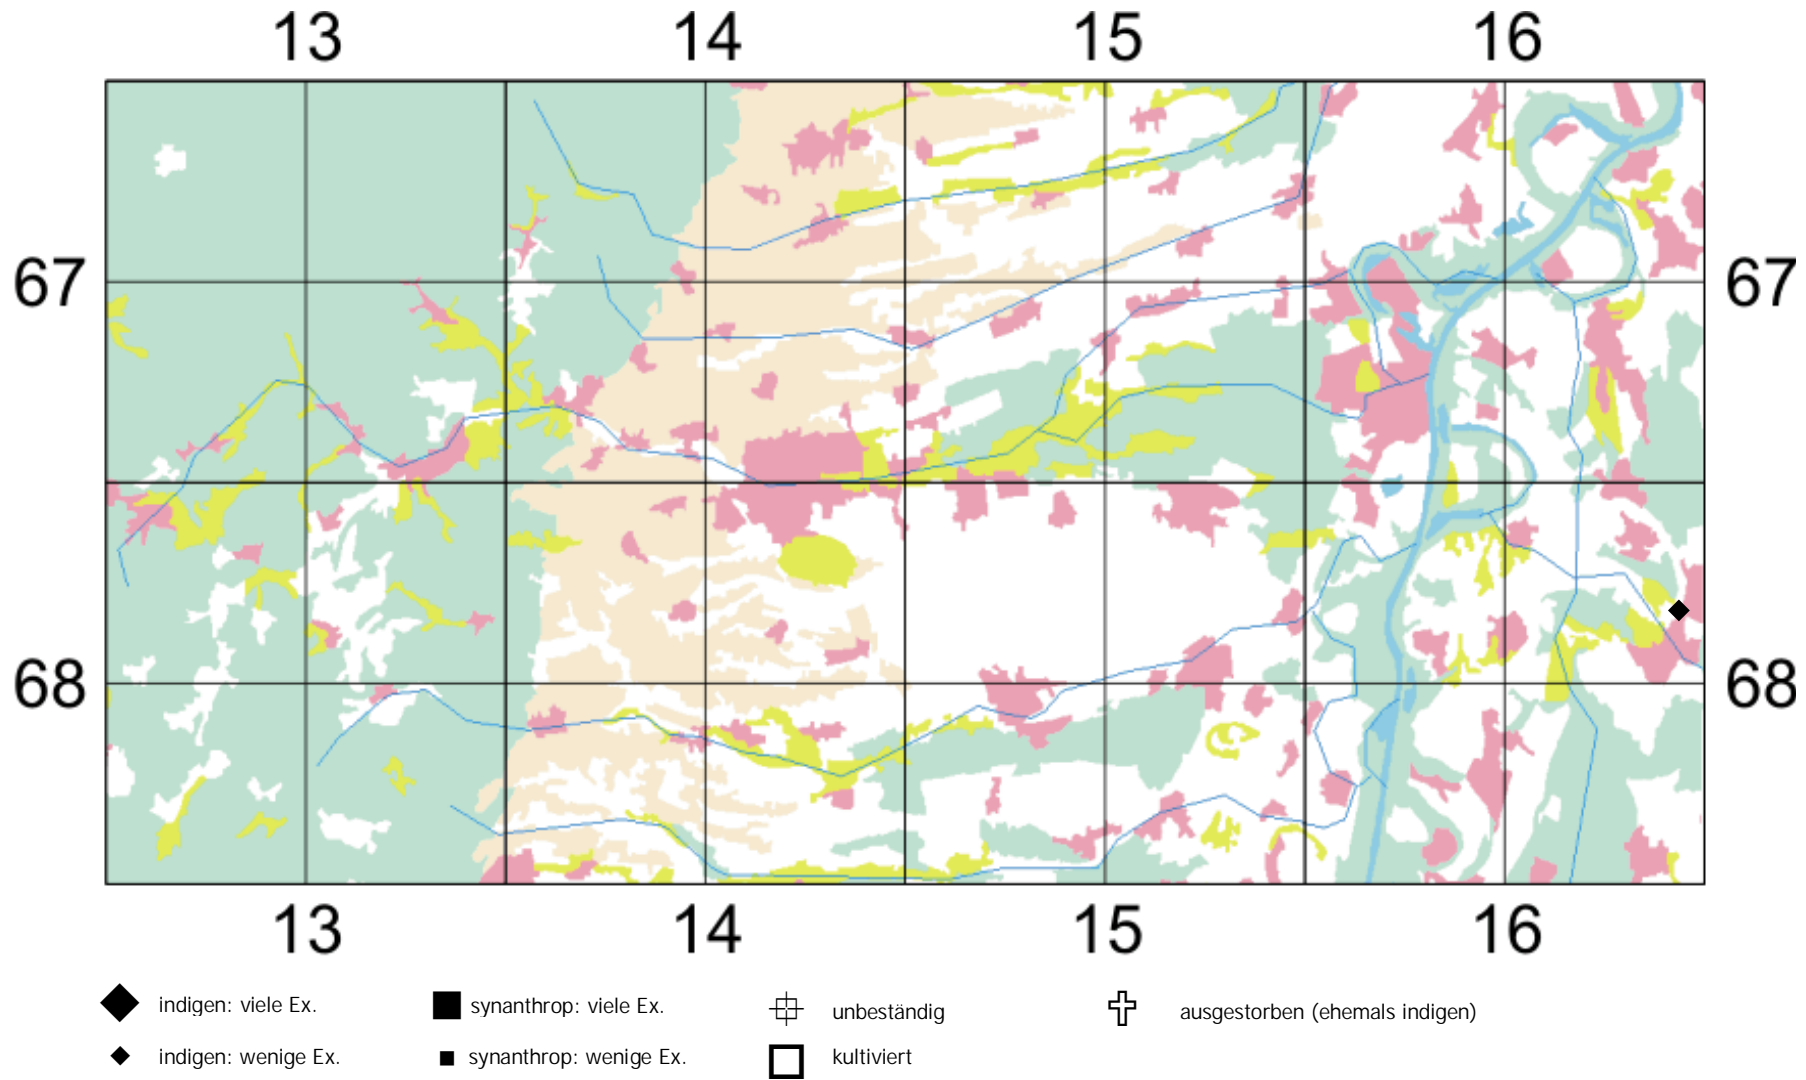 13 14 15 16
67 67
68 68
13 14 15 16
indigen: viele Ex. synanthrop: viele Ex. unbeständig ausgestorben (ehemals indigen)
indigen: wenige Ex. synanthrop: wenige Ex. kultiviert